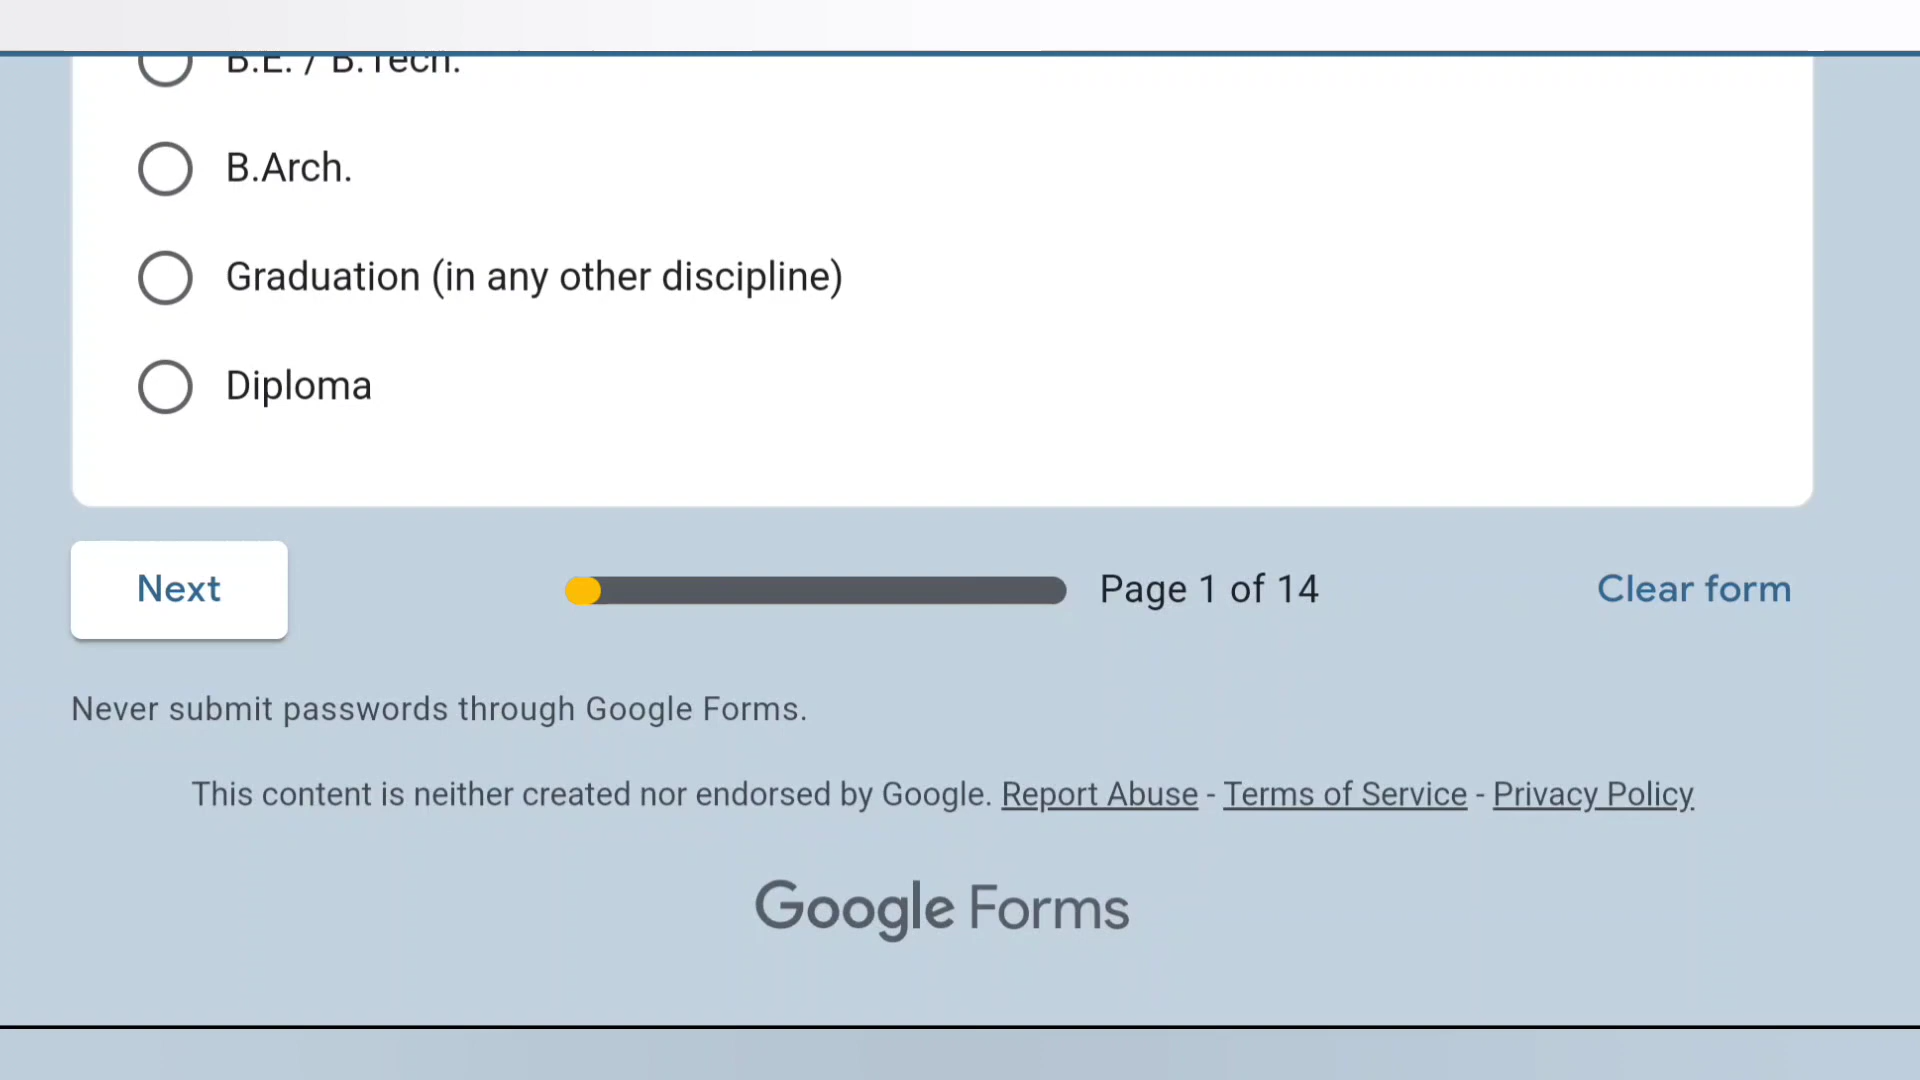 B.E. / B.Tech.
B.Arch.
Graduation (in any other discipline)
Diploma
Next
Page 1 of 14
Clear form
Never submit passwords through Google Forms.
This content is neither created nor endorsed by Google. Report Abuse - Terms of Service - Privacy Policy
Google Forms